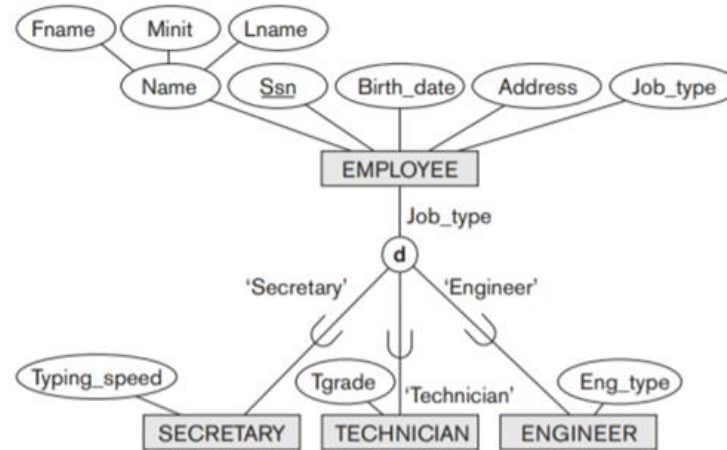 Fname Minit Lname
Name Ssn Birth_date Address Job_type
EMPLOYEE
Job_type
d
‘Secretary’ ‘Engineer’
Typing_speed Tgrade ‘Technician’ Eng_type
SECRETARY TECHNICIAN ENGINEER